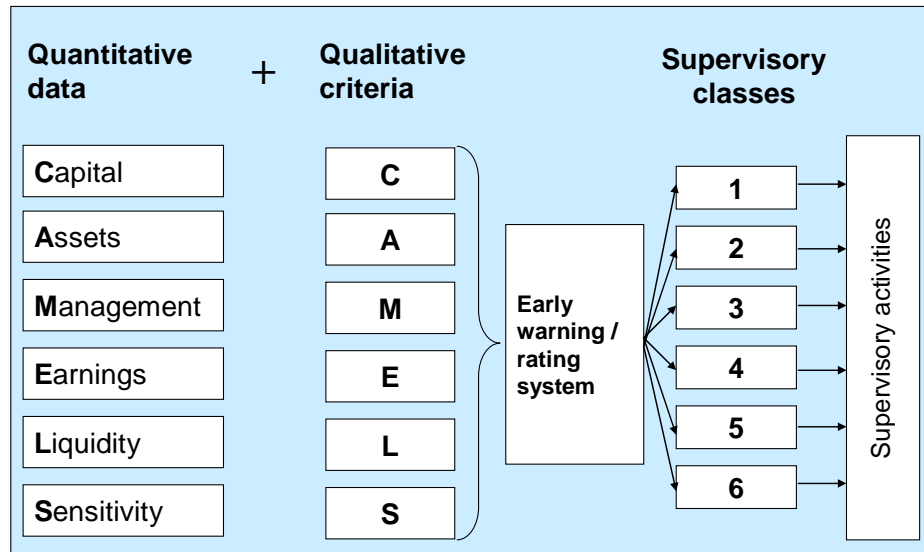 Quantitative
data
+
Qualitative
criteria
Supervisory
classes
Capital
Assets
Management
Earnings
Liquidity
Sensitivity
C
A
M
E
L
S
Early
warning /
rating
system
1
2
3
4
5
6
Supervisory activities